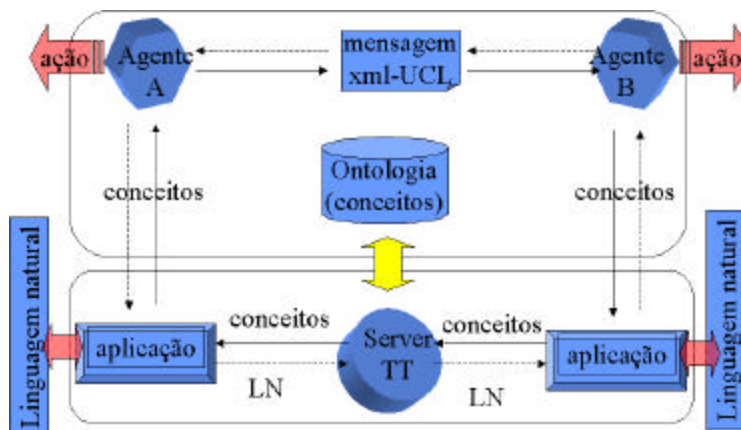 ação
Agente
A
mensagem
xml-UCL
Agente
B
ação
conceitos
Ontologia
(conceitos)
conceitos
Linguagem natural
aplicação
conceitos
LN
Server
TT
conceitos
LN
aplicação
Linguagem natural